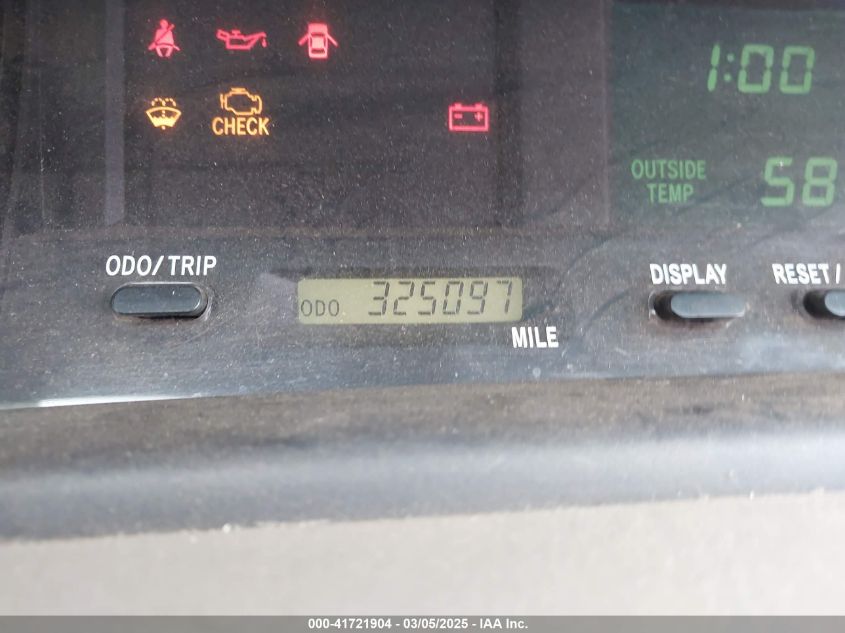 1:00
CHECK
OUTSIDE
TEMP 58
ODO/TRIP
DISPLAY
RESET/
ODO 325097
MILE
000-41721904 - 03/05/2025 - IAA Inc.